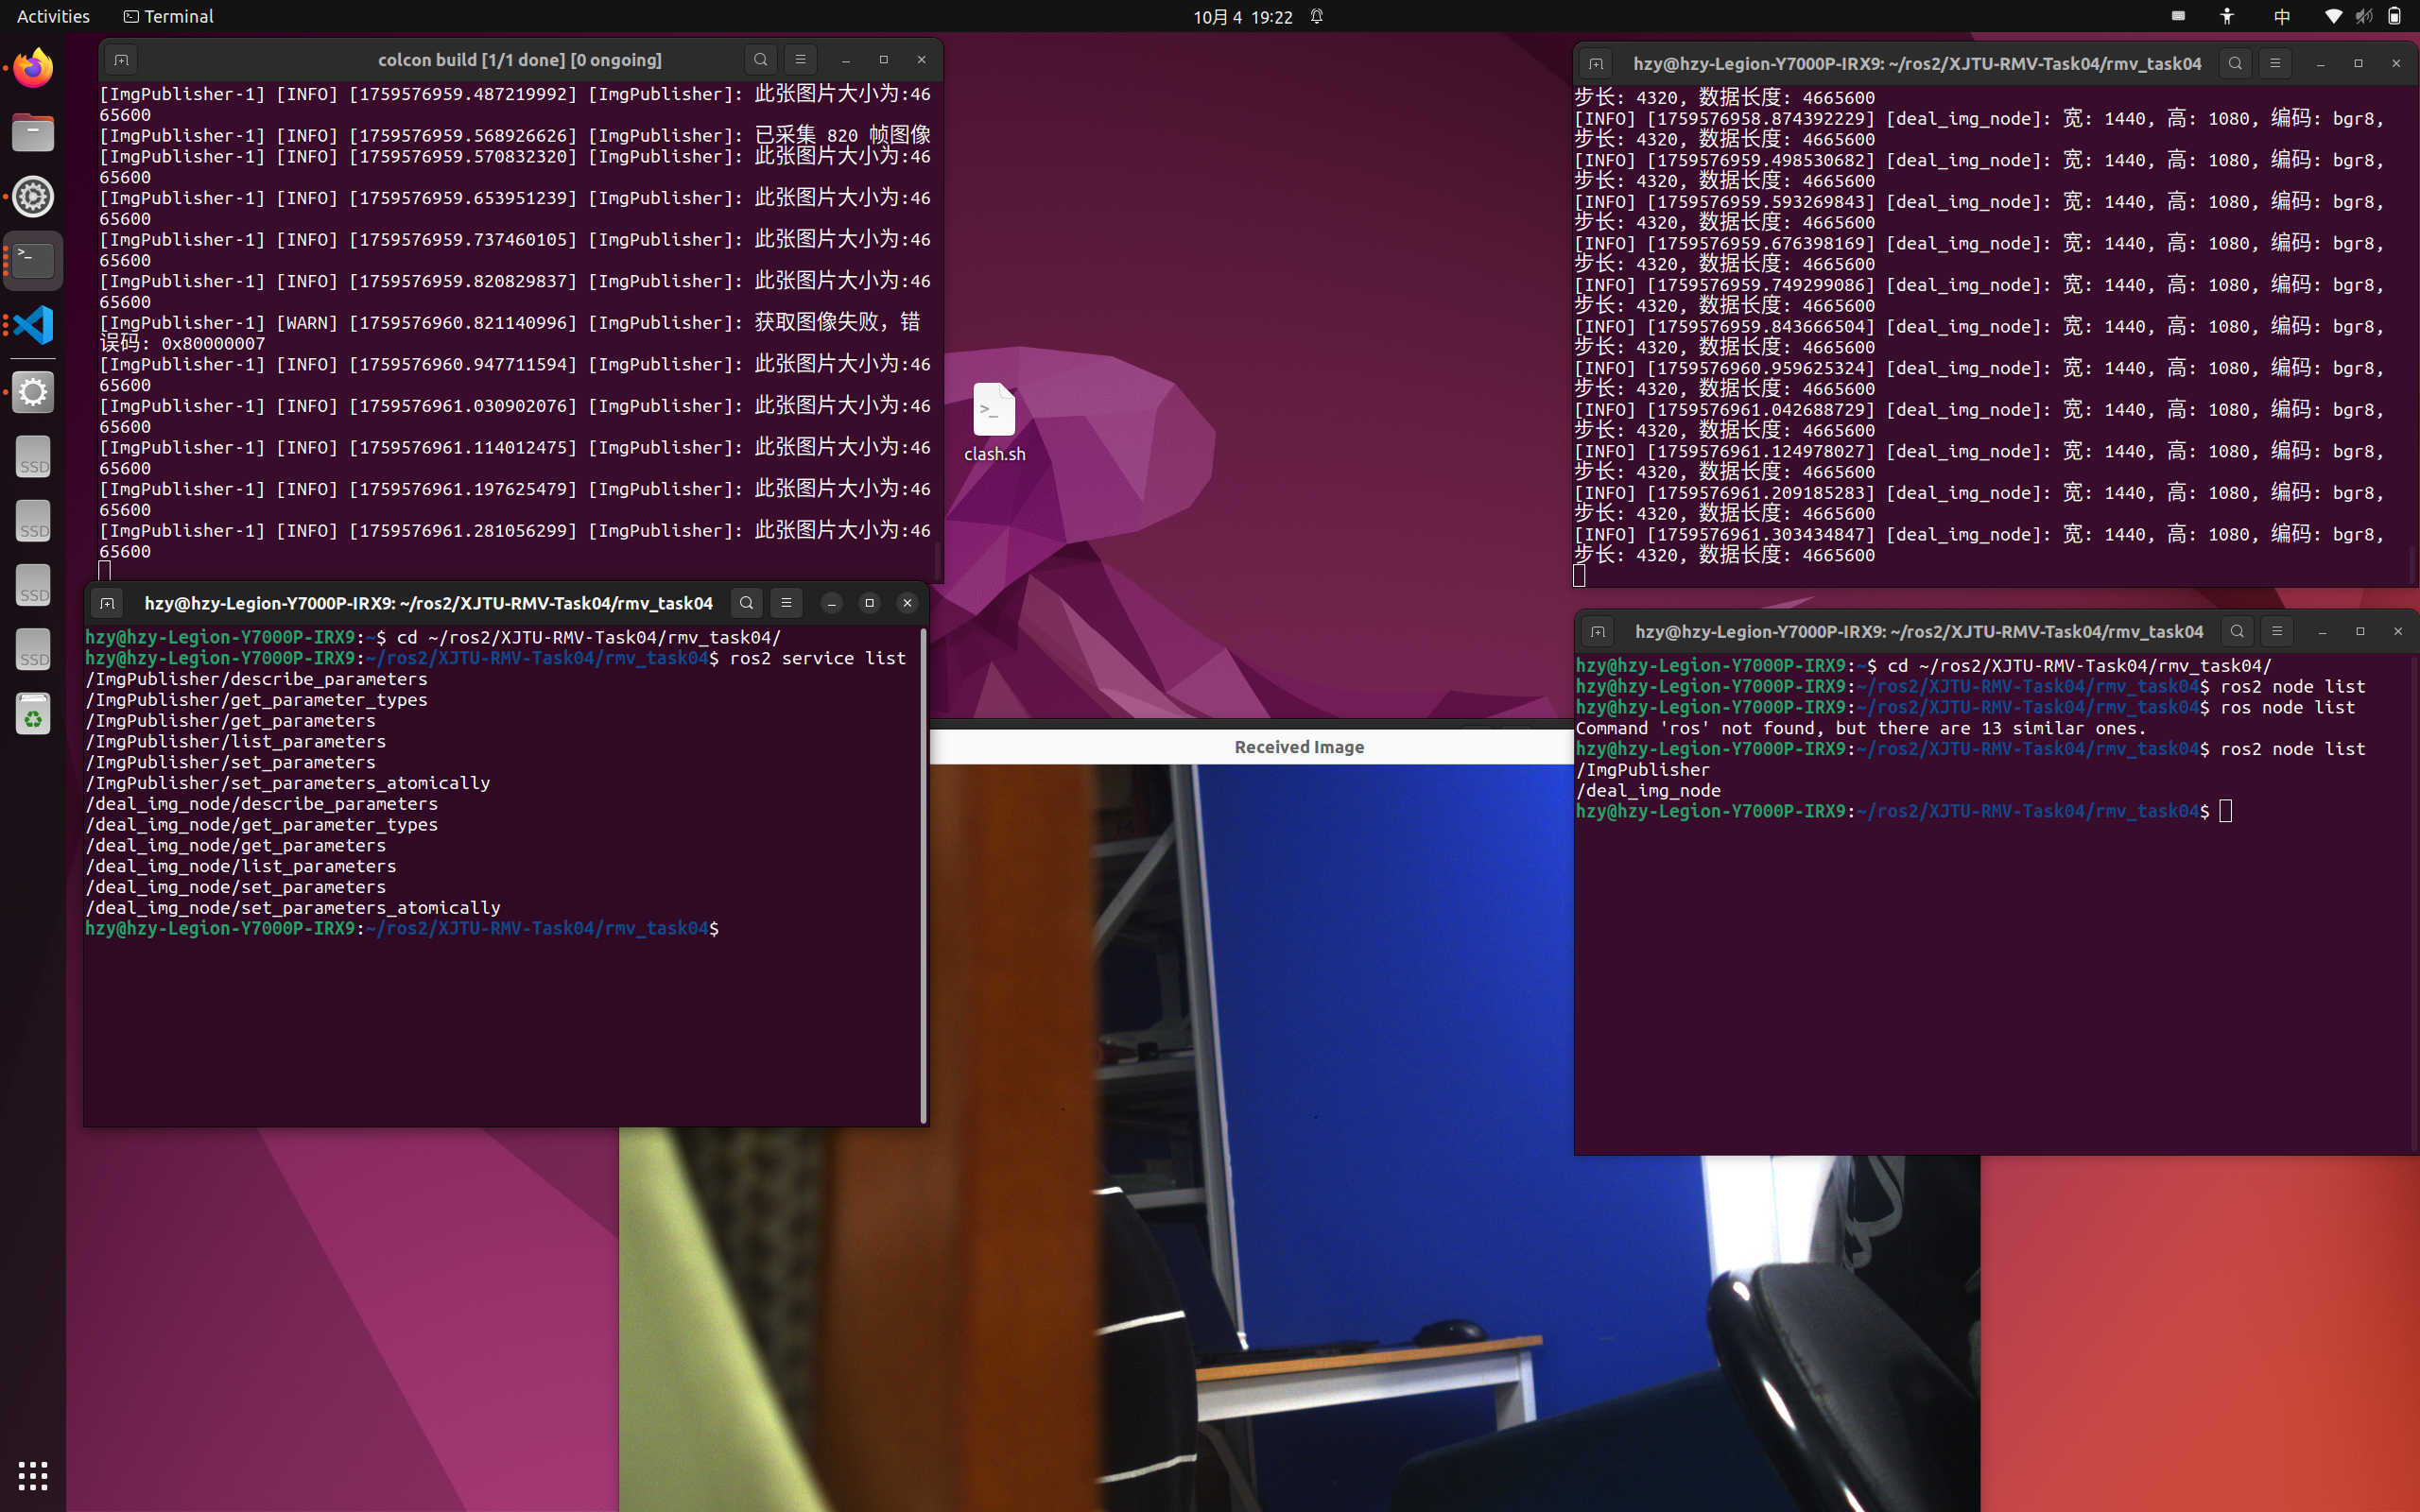 Activities
Terminal
10月 4 19:22
中
colcon build [1/1 done] [0 ongoing]
[ImgPublisher-1] [INFO] [1759576959.487219992] [ImgPublisher]: 此张图片大小为:46
65600
[ImgPublisher-1] [INFO] [1759576959.568926626] [ImgPublisher]: 已采集 820 帧图像
[ImgPublisher-1] [INFO] [1759576959.570832320] [ImgPublisher]: 此张图片大小为:46
65600
[ImgPublisher-1] [INFO] [1759576959.653951239] [ImgPublisher]: 此张图片大小为:46
65600
[ImgPublisher-1] [INFO] [1759576959.737460105] [ImgPublisher]: 此张图片大小为:46
65600
[ImgPublisher-1] [INFO] [1759576959.820829837] [ImgPublisher]: 此张图片大小为:46
65600
[ImgPublisher-1] [WARN] [1759576960.821140996] [ImgPublisher]: 获取图像失败，错
误码: 0x80000007
[ImgPublisher-1] [INFO] [1759576960.947711594] [ImgPublisher]: 此张图片大小为:46
65600
[ImgPublisher-1] [INFO] [1759576961.030902076] [ImgPublisher]: 此张图片大小为:46
65600
[ImgPublisher-1] [INFO] [1759576961.114012475] [ImgPublisher]: 此张图片大小为:46
65600
[ImgPublisher-1] [INFO] [1759576961.197625479] [ImgPublisher]: 此张图片大小为:46
65600
[ImgPublisher-1] [INFO] [1759576961.281056299] [ImgPublisher]: 此张图片大小为:46
65600
clash.sh
hzy@hzy-Legion-Y7000P-IRX9: ~/ros2/XJTU-RMV-Task04/rmv_task04
步长: 4320, 数据长度: 4665600
[INFO] [1759576958.874392229] [deal_img_node]: 宽: 1440, 高: 1080, 编码: bgr8,
步长: 4320, 数据长度: 4665600
[INFO] [1759576959.498530682] [deal_img_node]: 宽: 1440, 高: 1080, 编码: bgr8,
步长: 4320, 数据长度: 4665600
[INFO] [1759576959.593269843] [deal_img_node]: 宽: 1440, 高: 1080, 编码: bgr8,
步长: 4320, 数据长度: 4665600
[INFO] [1759576959.676398169] [deal_img_node]: 宽: 1440, 高: 1080, 编码: bgr8,
步长: 4320, 数据长度: 4665600
[INFO] [1759576959.749299086] [deal_img_node]: 宽: 1440, 高: 1080, 编码: bgr8,
步长: 4320, 数据长度: 4665600
[INFO] [1759576959.843666504] [deal_img_node]: 宽: 1440, 高: 1080, 编码: bgr8,
步长: 4320, 数据长度: 4665600
[INFO] [1759576960.959625324] [deal_img_node]: 宽: 1440, 高: 1080, 编码: bgr8,
步长: 4320, 数据长度: 4665600
[INFO] [1759576961.042688729] [deal_img_node]: 宽: 1440, 高: 1080, 编码: bgr8,
步长: 4320, 数据长度: 4665600
[INFO] [1759576961.124978027] [deal_img_node]: 宽: 1440, 高: 1080, 编码: bgr8,
步长: 4320, 数据长度: 4665600
[INFO] [1759576961.209185283] [deal_img_node]: 宽: 1440, 高: 1080, 编码: bgr8,
步长: 4320, 数据长度: 4665600
[INFO] [1759576961.303434847] [deal_img_node]: 宽: 1440, 高: 1080, 编码: bgr8,
步长: 4320, 数据长度: 4665600
SSD
SSD
SSD
SSD
hzy@hzy-Legion-Y7000P-IRX9: ~/ros2/XJTU-RMV-Task04/rmv_task04
hzy@hzy-Legion-Y7000P-IRX9:~$ cd ~/ros2/XJTU-RMV-Task04/rmv_task04/
hzy@hzy-Legion-Y7000P-IRX9:~/ros2/XJTU-RMV-Task04/rmv_task04$ ros2 service list
/ImgPublisher/describe_parameters
/ImgPublisher/get_parameter_types
/ImgPublisher/get_parameters
/ImgPublisher/list_parameters
/ImgPublisher/set_parameters
/ImgPublisher/set_parameters_atomically
/deal_img_node/describe_parameters
/deal_img_node/get_parameter_types
/deal_img_node/get_parameters
/deal_img_node/list_parameters
/deal_img_node/set_parameters
/deal_img_node/set_parameters_atomically
hzy@hzy-Legion-Y7000P-IRX9:~/ros2/XJTU-RMV-Task04/rmv_task04$
Received Image
hzy@hzy-Legion-Y7000P-IRX9: ~/ros2/XJTU-RMV-Task04/rmv_task04
hzy@hzy-Legion-Y7000P-IRX9:~$ cd ~/ros2/XJTU-RMV-Task04/rmv_task04/
hzy@hzy-Legion-Y7000P-IRX9:~/ros2/XJTU-RMV-Task04/rmv_task04$ ros2 node list
hzy@hzy-Legion-Y7000P-IRX9:~/ros2/XJTU-RMV-Task04/rmv_task04$ ros node list
Command 'ros' not found, but there are 13 similar ones.
hzy@hzy-Legion-Y7000P-IRX9:~/ros2/XJTU-RMV-Task04/rmv_task04$ ros2 node list
/ImgPublisher
/deal_img_node
hzy@hzy-Legion-Y7000P-IRX9:~/ros2/XJTU-RMV-Task04/rmv_task04$